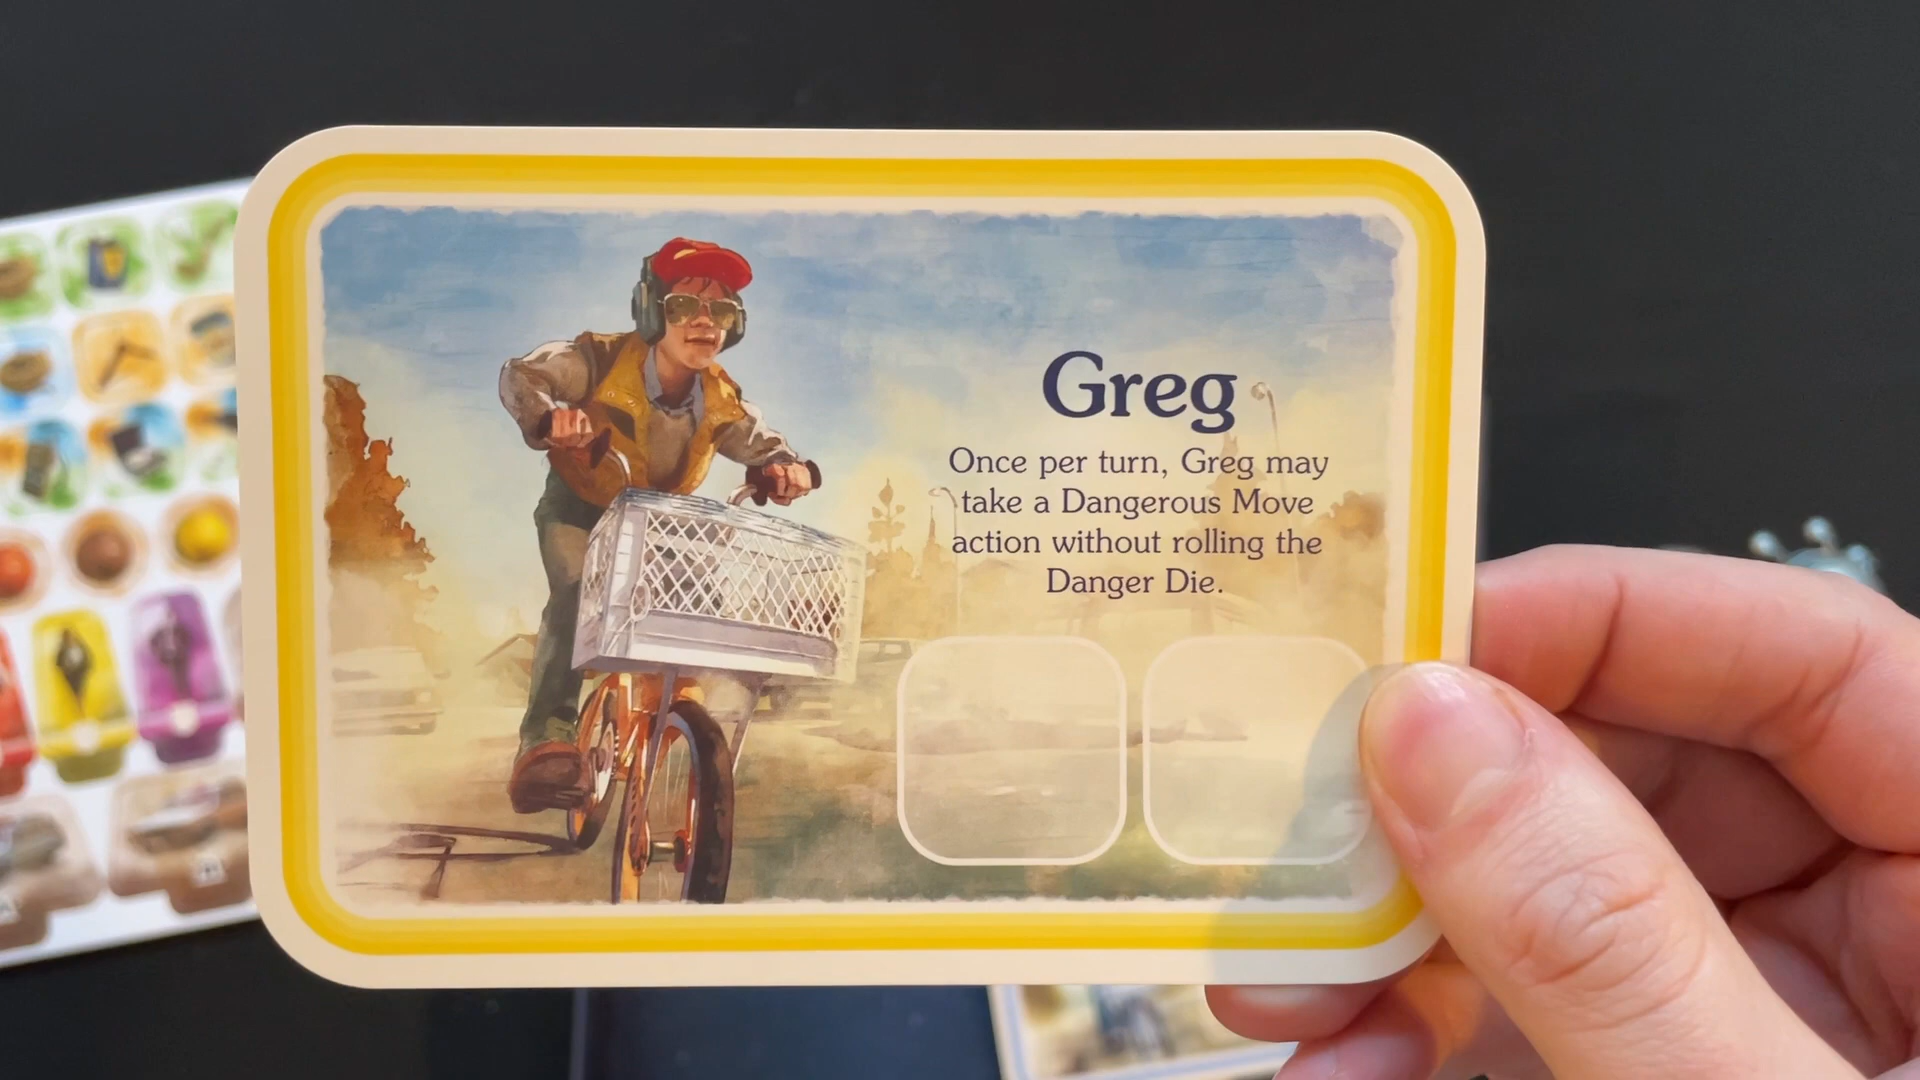 Greg
Once per turn, Greg may
take a Dangerous Move
action without rolling the
Danger Die.